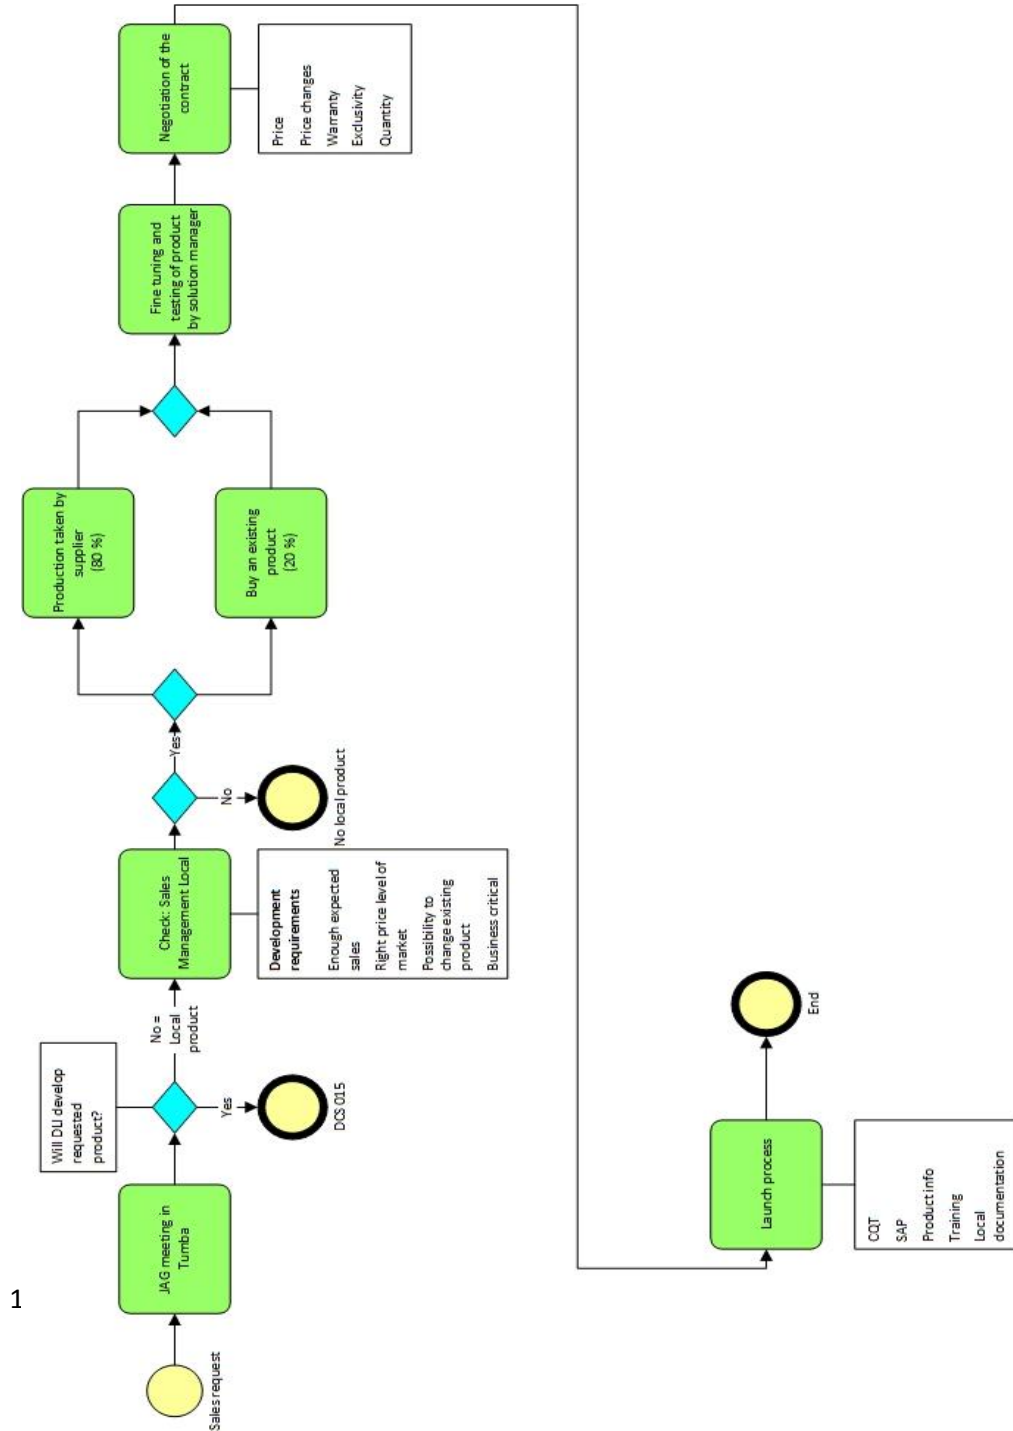 1
Sales request
JAG meeting in
Tumba
Will DLI develop
requested
product?
Yes
DCS 015
No =
Local
product
Check: Sales
Management Local
Development
requirements
Enough expected
sales
Right price level of
market
Possibility to
change existing
product
Business critical
No
No local product
Yes
Production taken by
supplier
(80 %)
Buy an existing
product
(20 %)
Fine tuning and
testing of product
by solution manager
Negotiation of the
contract
Price
Price changes
Warranty
Exclusivity
Quantity
Launch process
CQT
SAP
Product info
Training
Local
documentation
End